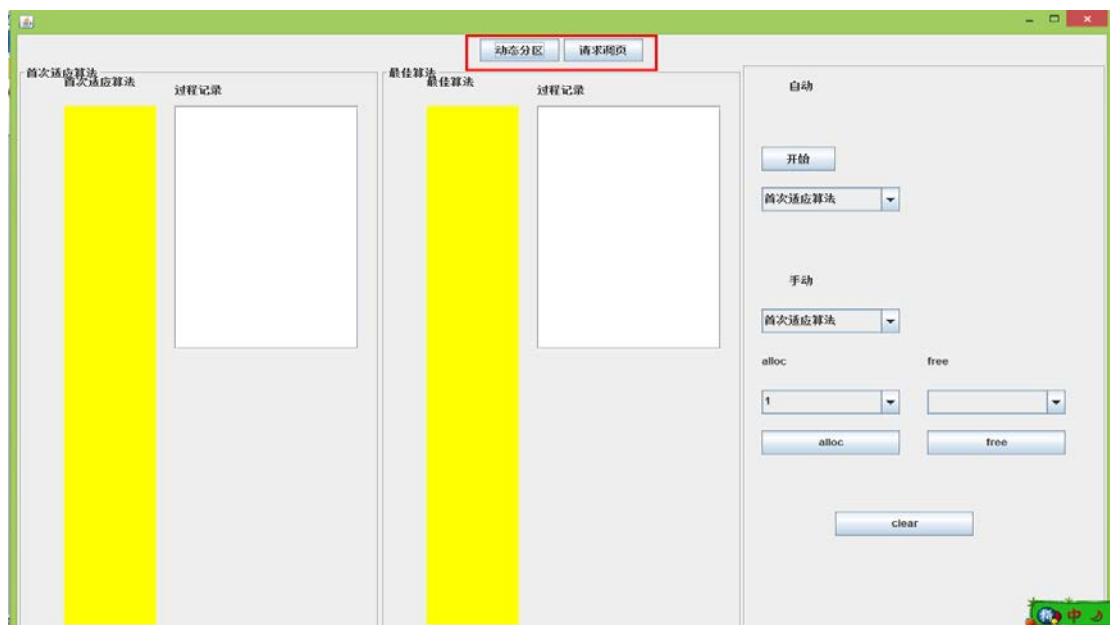 动态分区 请求调页
首次适应算法
首次适应算法
过程记录
最佳算法
最佳算法
过程记录
自动
开始
首次适应算法
手动
首次适应算法
alloc free
1
alloc free
clear
中